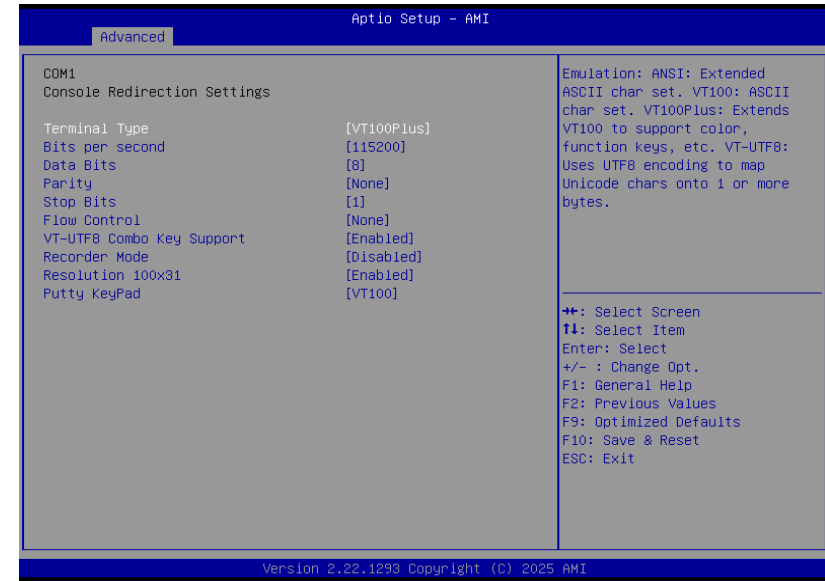 Aptio Setup – AMI
Advanced
COM1
Console Redirection Settings
Terminal Type [VT100Plus]
Bits per second [115200]
Data Bits [8]
Parity [None]
Stop Bits [1]
Flow Control [None]
VT-UTF8 Combo Key Support [Enabled]
Recorder Mode [Disabled]
Resolution 100x31 [Enabled]
Putty KeyPad [VT100]
Emulation: ANSI: Extended
ASCII char set. VT100: ASCII
char set. VT100Plus: Extends
VT100 to support color,
function keys, etc. VT-UTF8:
Uses UTF8 encoding to map
Unicode chars onto 1 or more
bytes.
→←: Select Screen
↑↓: Select Item
Enter: Select
+/- : Change Opt.
F1: General Help
F2: Previous Values
F9: Optimized Defaults
F10: Save & Reset
ESC: Exit
Version 2.22.1293 Copyright (C) 2025 AMI